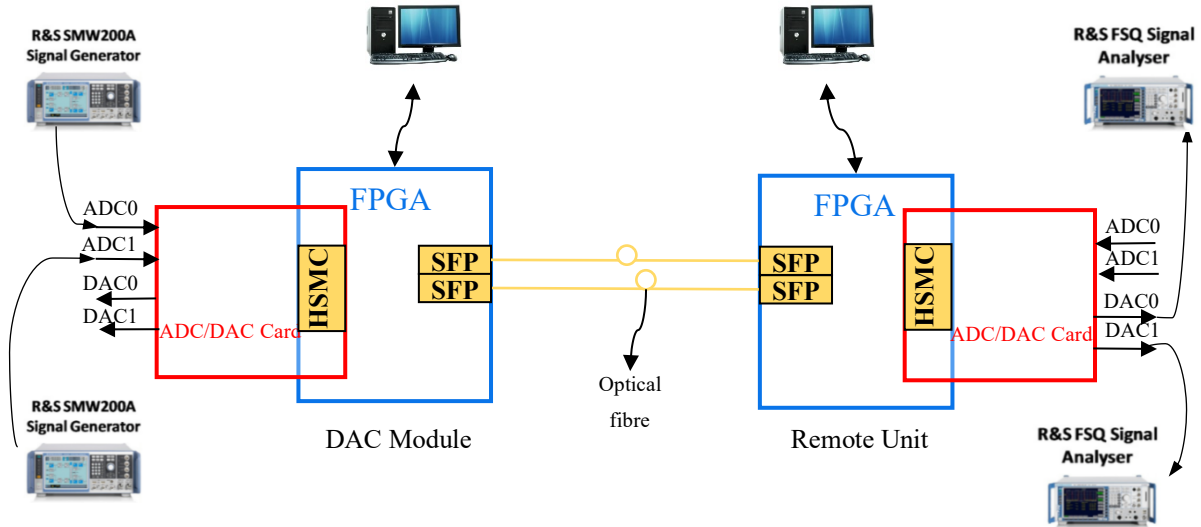 R&S SMW200A
Signal Generator
ADC0
ADC1
DAC0
DAC1
ADC/DAC Card
HSMC
FPGA
SFP
SFP
DAC Module
R&S SMW200A
Signal Generator
Optical
fibre
FPGA
SFP
SFP
HSMC
ADC/DAC Card
Remote Unit
R&S FSQ Signal
Analyser
ADC0
ADC1
DAC0
DAC1
R&S FSQ Signal
Analyser